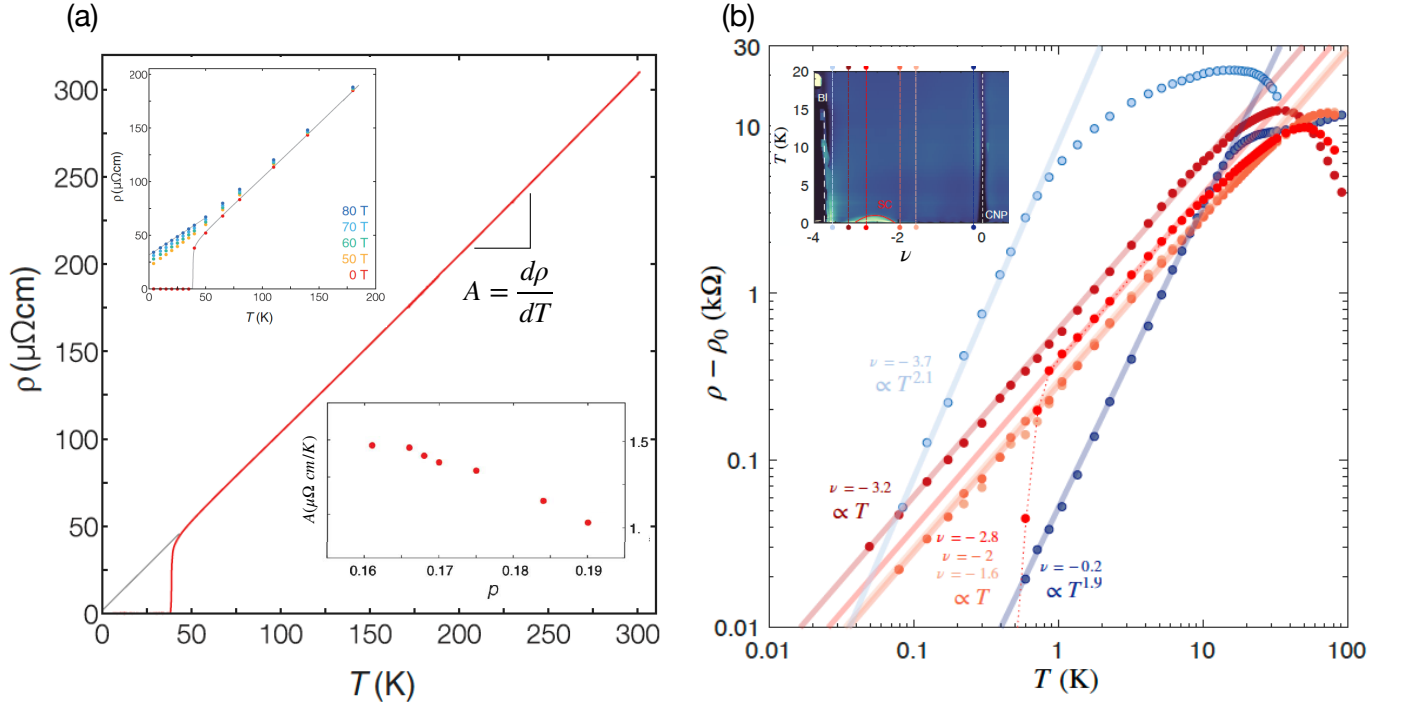 (a)
ρ (μΩcm)
300
250
200
150
100
50
0
0
50
100
150
200
250
300
T (K)
ρ (μΩcm)
200
150
100
50
0
0
50
100
150
200
T (K)
80 T
70 T
60 T
50 T
0 T
A = dρ/dT
A(μΩ cm/K)
1.5
1.
0.16
0.17
0.18
0.19
p
(b)
ρ − ρ₀ (kΩ)
30
10
1
0.1
0.01
0.01
0.1
1
10
100
T (K)
20
15
10
5
0
T (K)
-4
-2
0
ν
BI
SC
CNP
ν = − 3.7
∝ T^2.1
ν = − 3.2
∝ T
ν = − 2.8
ν = − 2
ν = − 1.6
∝ T
ν = − 0.2
∝ T^1.9